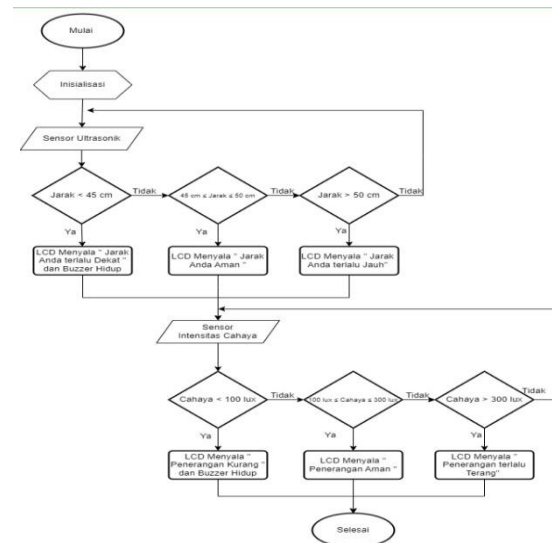 Mulai
Inisialisasi
Sensor Ultrasonik
Jarak < 45 cm
Tidak
45 cm ≤ Jarak ≤ 50 cm
Tidak
Jarak > 50 cm
Tidak
Ya
Ya
Ya
LCD Menyala " Jarak
Anda terlalu Dekat "
dan Buzzer Hidup
LCD Menyala " Jarak
Anda Aman "
LCD Menyala " Jarak
Anda terlalu Jauh"
Sensor
Intensitas Cahaya
Cahaya < 100 lux
Tidak
100 lux ≤ Cahaya ≤ 300 lux
Tidak
Cahaya > 300 lux
Tidak
Ya
Ya
Ya
LCD Menyala "
Penerangan Kurang "
dan Buzzer Hidup
LCD Menyala "
Penerangan Aman "
LCD Menyala "
Penerangan terlalu
Terang"
Selesai